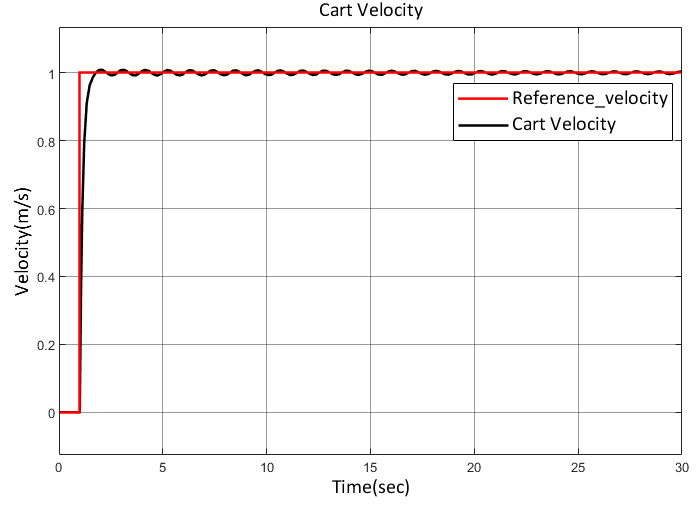 Cart Velocity
Reference_velocity
Cart Velocity
Velocity(m/s)
1
0.8
0.6
0.4
0.2
0
0 5 10 15 20 25 30
Time(sec)